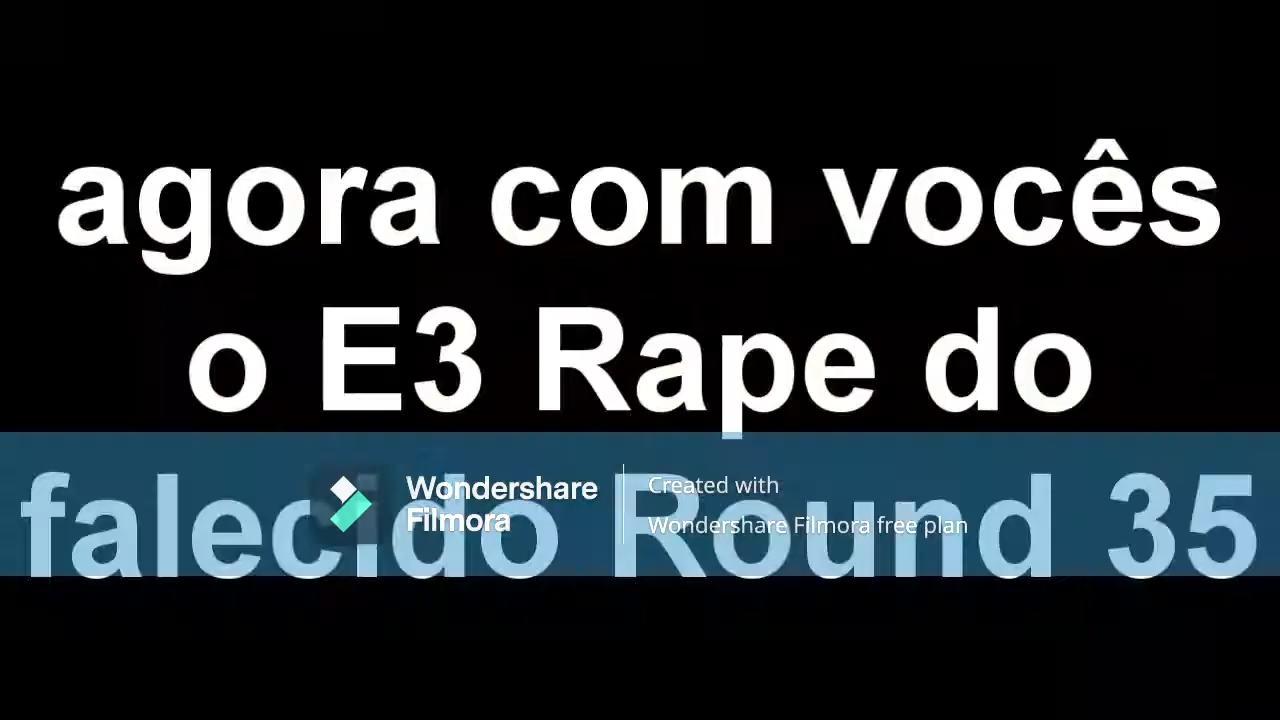 agora com vocês
o E3 Rape do
falecido Round 35
Wondershare
Filmora
Created with
Wondershare Filmora free plan